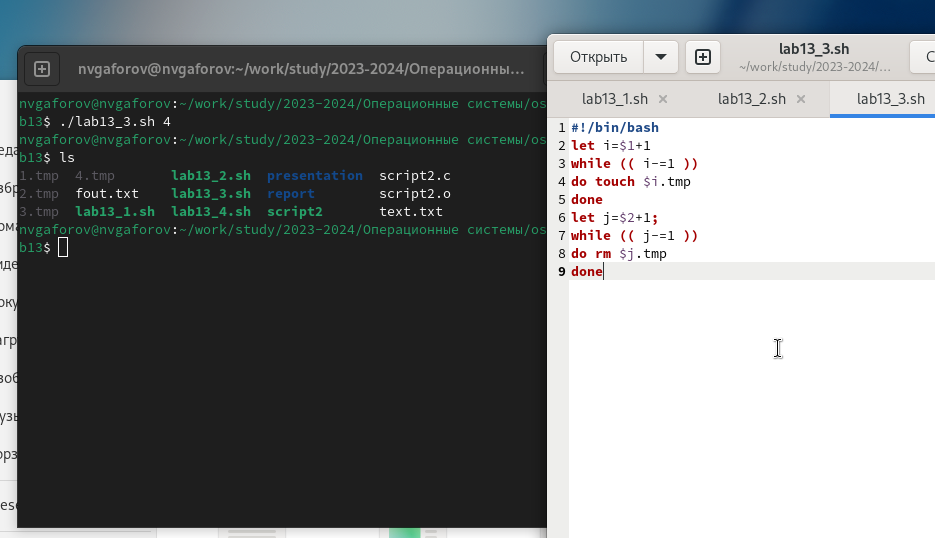 nvgaforov@nvgaforov:~/work/study/2023-2024/Операционны...
nvgaforov@nvgaforov:~/work/study/2023-2024/Операционные системы/os
b13$ ./lab13_3.sh 4
nvgaforov@nvgaforov:~/work/study/2023-2024/Операционные системы/os
b13$ ls
1.tmp 4.tmp lab13_2.sh presentation script2.c
2.tmp fout.txt lab13_3.sh report script2.o
3.tmp lab13_1.sh lab13_4.sh script2 text.txt
nvgaforov@nvgaforov:~/work/study/2023-2024/Операционные системы/os
b13$
Открыть
lab13_3.sh
~/work/study/2023-2024/...
lab13_1.sh × lab13_2.sh × lab13_3.sh
1 #!/bin/bash
2 let i=$1+1
3 while (( i-=1 ))
4 do touch $i.tmp
5 done
6 let j=$2+1;
7 while (( j-=1 ))
8 do rm $j.tmp
9 done